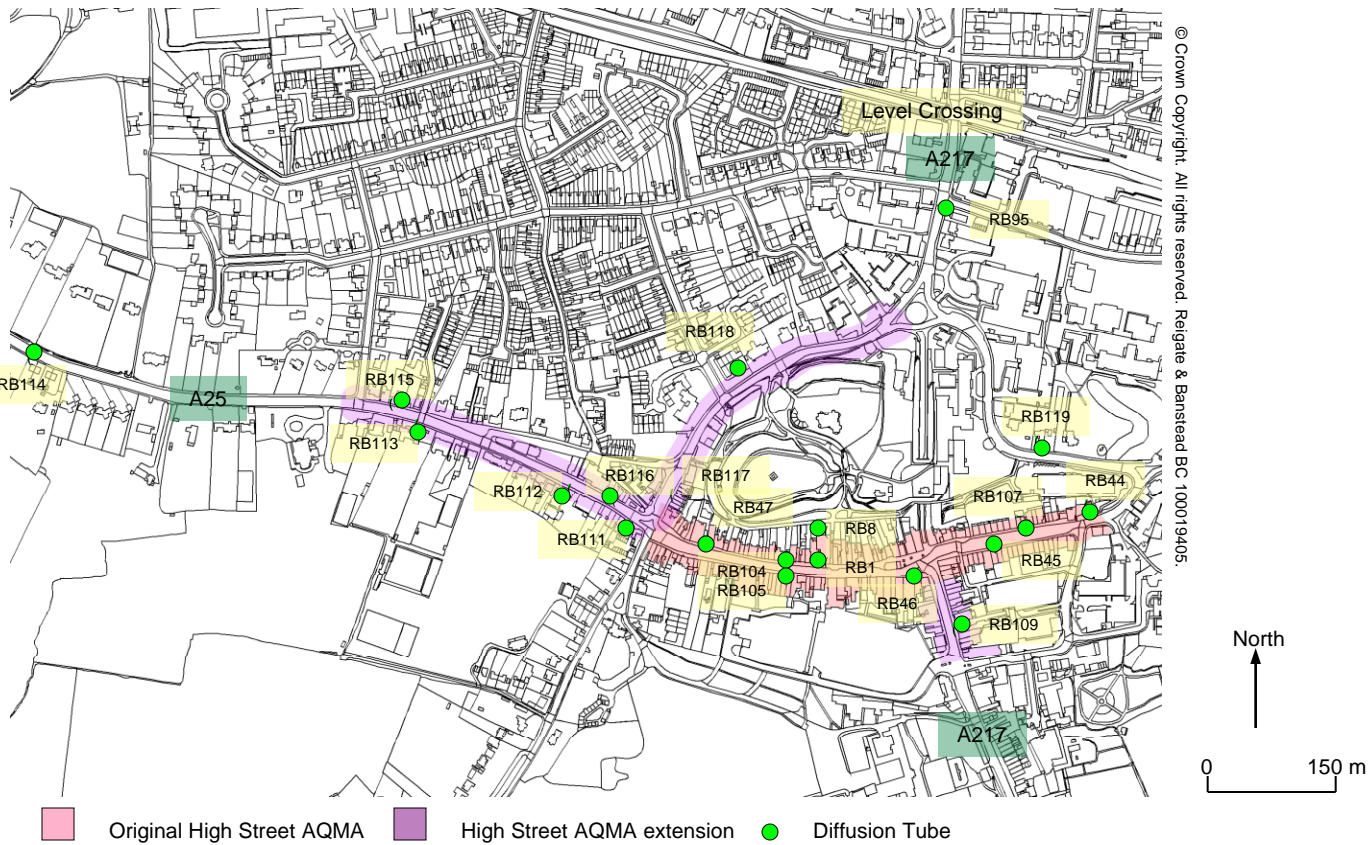 Level Crossing
A217
RB95
RB118
RB114
A25
RB115
RB113
RB119
RB116
RB117
RB112
RB47
RB107
RB44
RB111
RB8
RB104
RB1
RB45
RB105
RB46
RB109
A217
© Crown Copyright. All rights reserved. Reigate & Banstead BC 100019405.
North
0 150 m
Original High Street AQMA High Street AQMA extension Diffusion Tube